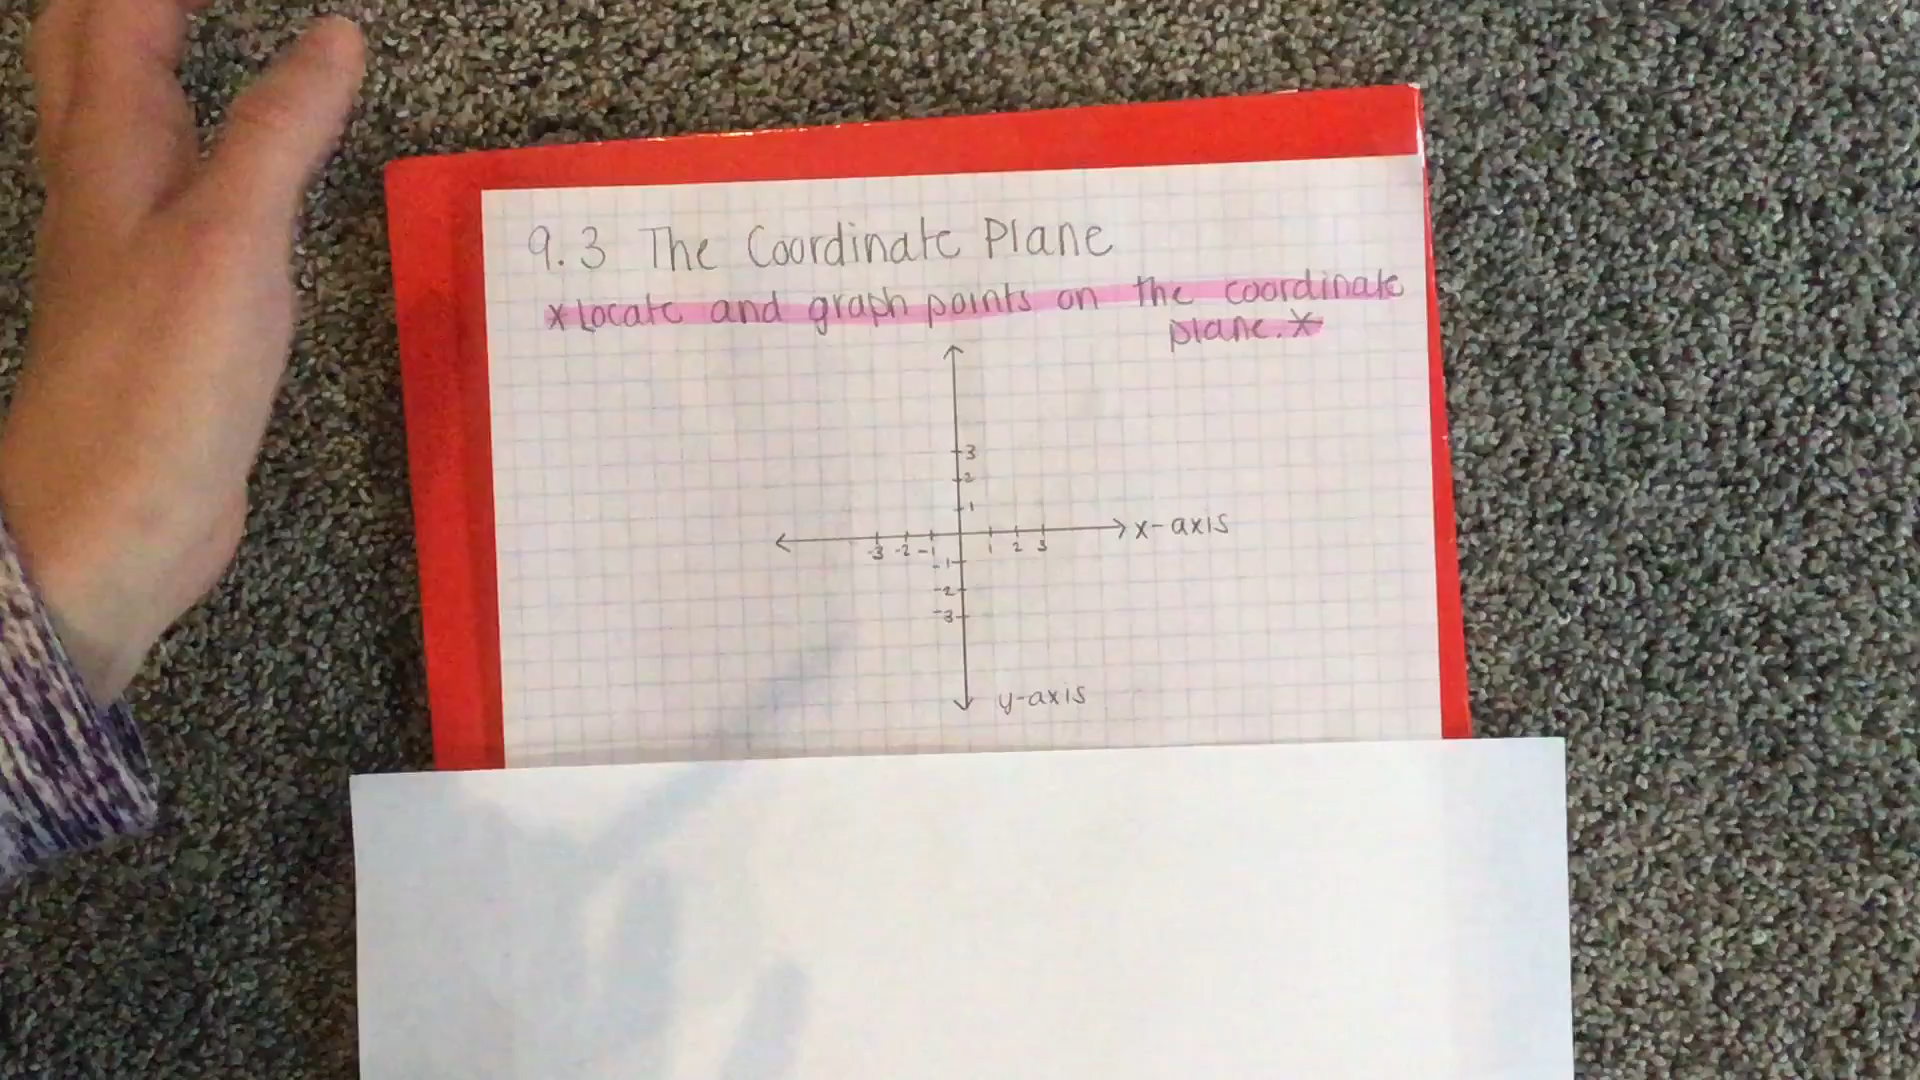 9.3 The Coordinate Plane
*Locate and graph points on the coordinate
plane.*
3
2
1
x-axis
-3 -2 -1 1 2 3
-1
-2
-3
y-axis